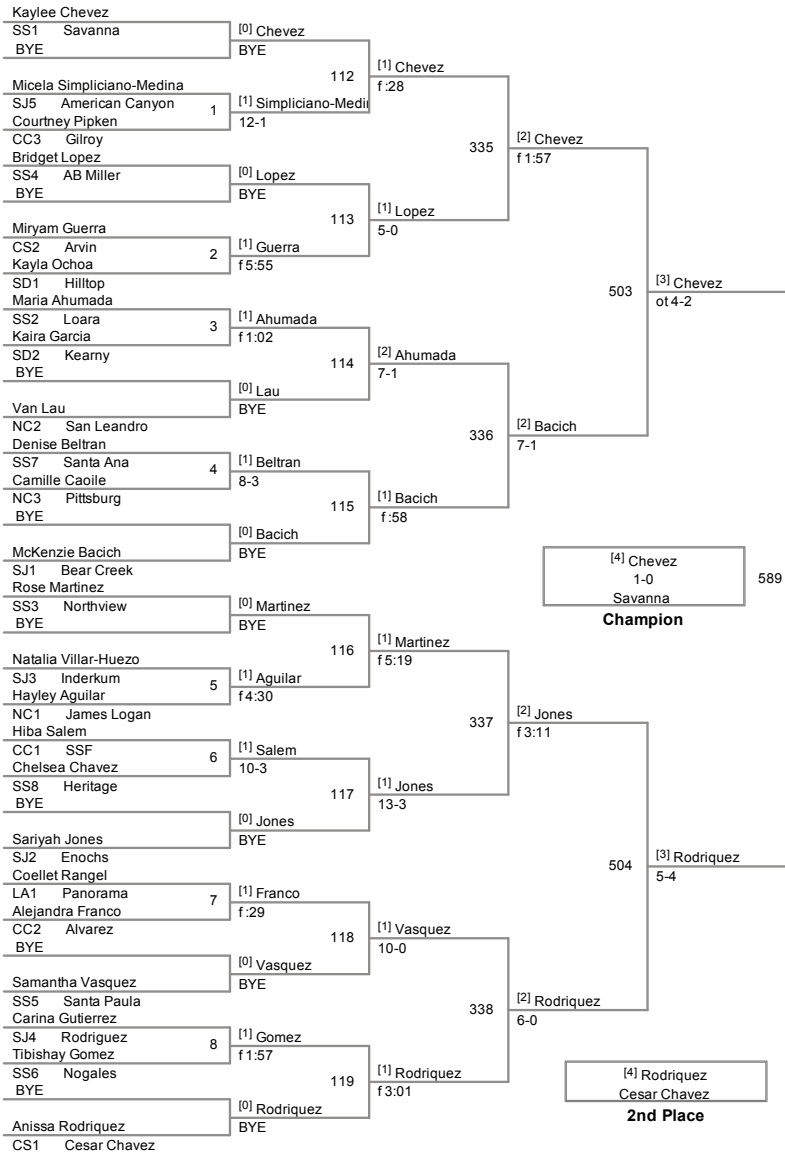 Kaylee Chevez
SS1 Savanna
BYE
Micela Simpliciano-Medina
SJ5 American Canyon
Courtney Pipken
CC3 Gilroy
Bridget Lopez
SS4 AB Miller
BYE
Miryam Guerra
CS2 Arvin
Kayla Ochoa
SD1 Hilltop
Maria Ahumada
SS2 Loara
Kaira Garcia
SD2 Kearny
BYE
Van Lau
NC2 San Leandro
Denise Beltran
SS7 Santa Ana
Camille Caoile
NC3 Pittsburg
BYE
McKenzie Bacich
SJ1 Bear Creek
Rose Martinez
SS3 Northview
BYE
Natalia Villar-Huezo
SJ3 Inderkum
Hayley Aguilar
NC1 James Logan
Hiba Salem
CC1 SSF
Chelsea Chavez
SS8 Heritage
BYE
Sariyah Jones
SJ2 Enochs
Coellet Rangel
LA1 Panorama
Alejandra Franco
CC2 Alvarez
BYE
Samantha Vasquez
SS5 Santa Paula
Carina Gutierrez
SJ4 Rodriguez
Tibishay Gomez
SS6 Nogales
BYE
Anissa Rodriquez
CS1 Cesar Chavez
1
2
3
4
5
6
7
8
[0] Chevez
BYE
[1] Simpliciano-Medi
12-1
[0] Lopez
BYE
[1] Guerra
f 5:55
[1] Ahumada
f 1:02
[0] Lau
BYE
[1] Beltran
8-3
[0] Bacich
BYE
[0] Martinez
BYE
[1] Aguilar
f 4:30
[1] Salem
10-3
[0] Jones
BYE
[1] Franco
f :29
[0] Vasquez
BYE
[1] Gomez
f 1:57
[0] Rodriquez
BYE
112
113
114
115
116
117
118
119
[1] Chevez
f :28
[1] Lopez
5-0
[2] Ahumada
7-1
[1] Bacich
f :58
[1] Martinez
f 5:19
[1] Jones
13-3
[1] Vasquez
10-0
[1] Rodriquez
f 3:01
335
336
337
338
[2] Chevez
f 1:57
[2] Bacich
7-1
[2] Jones
f 3:11
[2] Rodriquez
6-0
503
504
[3] Chevez
ot 4-2
[3] Rodriquez
5-4
[4] Chevez
1-0
Savanna
589
Champion
[4] Rodriquez
Cesar Chavez
2nd Place